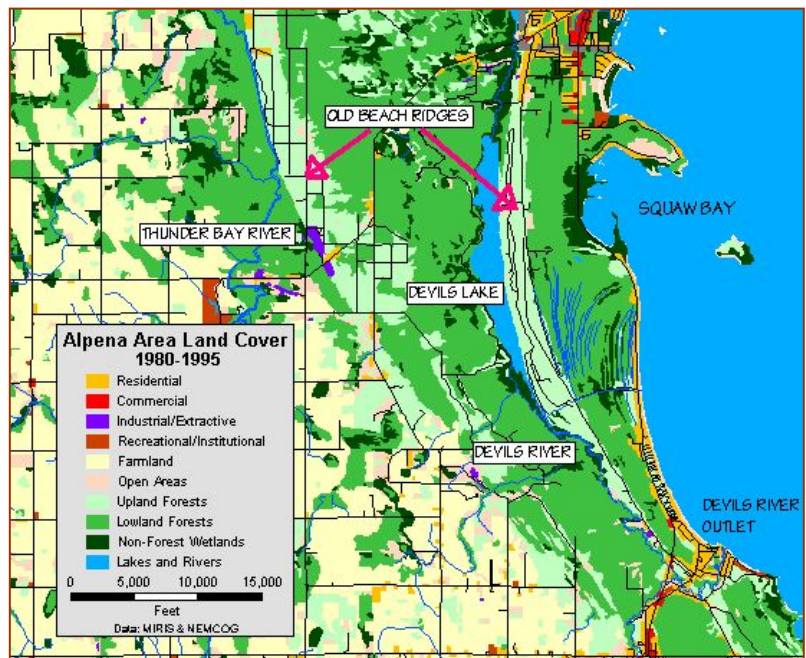 OLD BEACH RIDGES
SQUAW BAY
THUNDER BAY RIVER
DEVILS LAKE
Alpena Area Land Cover
1980-1995
Residential
Commercial
Industrial/Extractive
Recreational/Institutional
Farmland
Open Areas
Upland Forests
Lowland Forests
Non-Forest Wetlands
Lakes and Rivers
0 5,000 10,000 15,000
Feet
Data: MIRIS & NEMCOG
DEVILS RIVER
DEVILS RIVER
OUTLET